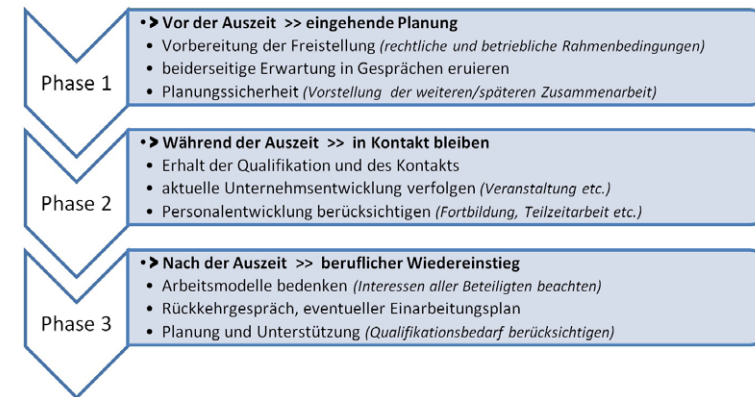 Phase 1
• > Vor der Auszeit >> eingehende Planung
• Vorbereitung der Freistellung (rechtliche und betriebliche Rahmenbedingungen)
• beiderseitige Erwartung in Gesprächen eruieren
• Planungssicherheit (Vorstellung der weiteren/späteren Zusammenarbeit)
Phase 2
• > Während der Auszeit >> in Kontakt bleiben
• Erhalt der Qualifikation und des Kontakts
• aktuelle Unternehmsentwicklung verfolgen (Veranstaltung etc.)
• Personalentwicklung berücksichtigen (Fortbildung, Teilzeitarbeit etc.)
Phase 3
• > Nach der Auszeit >> beruflicher Wiedereinstieg
• Arbeitsmodelle bedenken (Interessen aller Beteiligten beachten)
• Rückkehrgespräch, eventueller Einarbeitungsplan
• Planung und Unterstützung (Qualifikationsbedarf berücksichtigen)